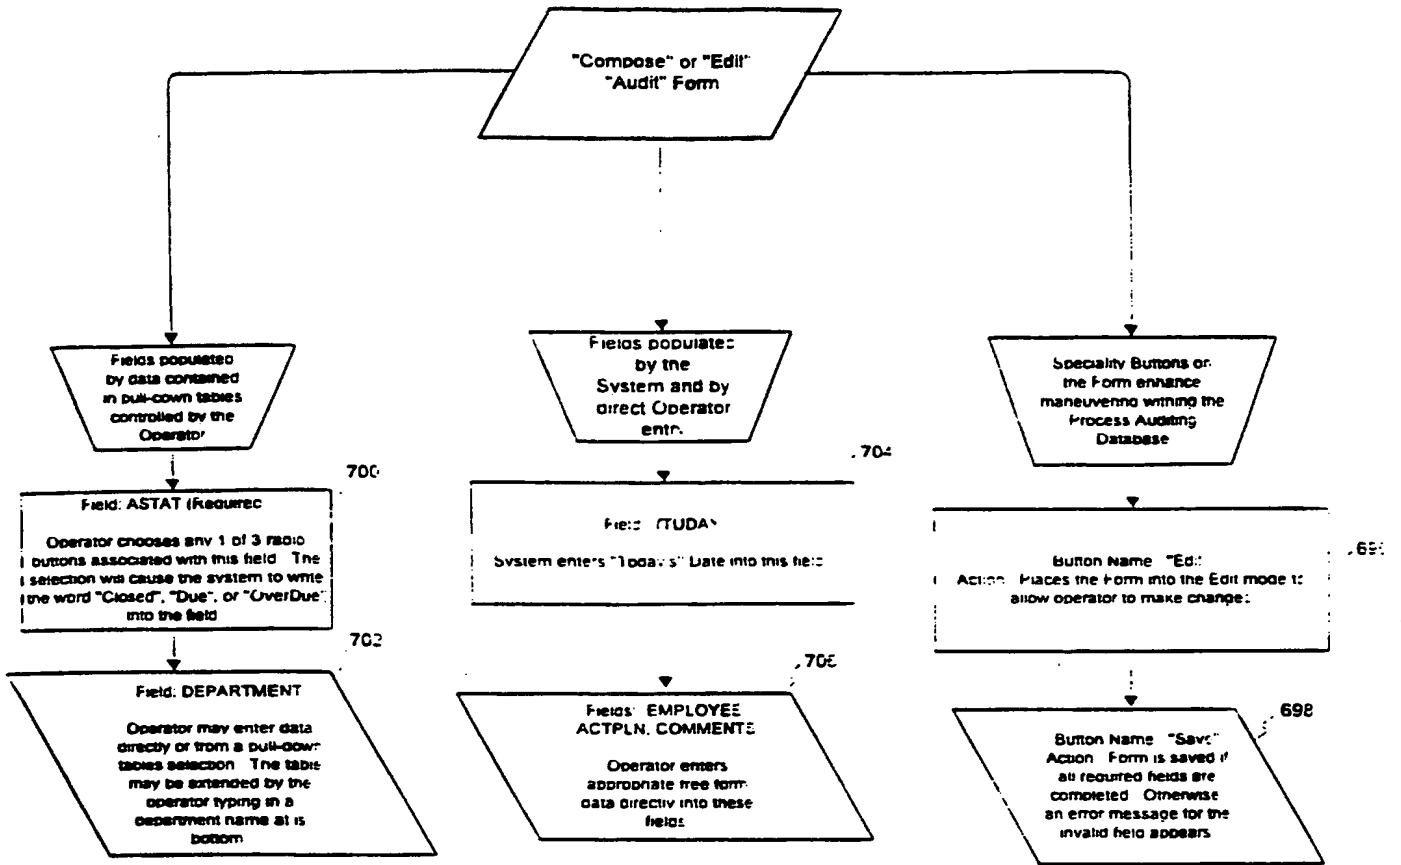 "Compose" or "Edit"
"Audit" Form
Fields populated
by data contained
in pull-down tables
controlled by the
Operator
700
Field: ASTAT (Required
Operator chooses any 1 of 3 radio
buttons associated with this field The
selection will cause the system to write
the word "Closed", "Due", or "OverDue"
into the field
702
Field: DEPARTMENT
Operator may enter data
directly or from a pull-down
tables selection The table
may be extended by the
operator typing in a
department name at is
bottom
Fields populated
by the
System and by
direct Operator
entry.
704
Field:
System enters "Today's" Date into this field
706
Fields: EMPLOYEE
ACTPLN, COMMENTS
Operator enters
appropriate free form
data directly into these
fields
Speciality Buttons on
the Form enhance
maneuvering withing the
Process Auditing
Database
Button Name "Edit
Action Places the Form into the Edit mode to
allow operator to make changes
698
Button Name "Save"
Action Form is saved if
all required fields are
completed Otherwise
an error message for the
invalid field appears